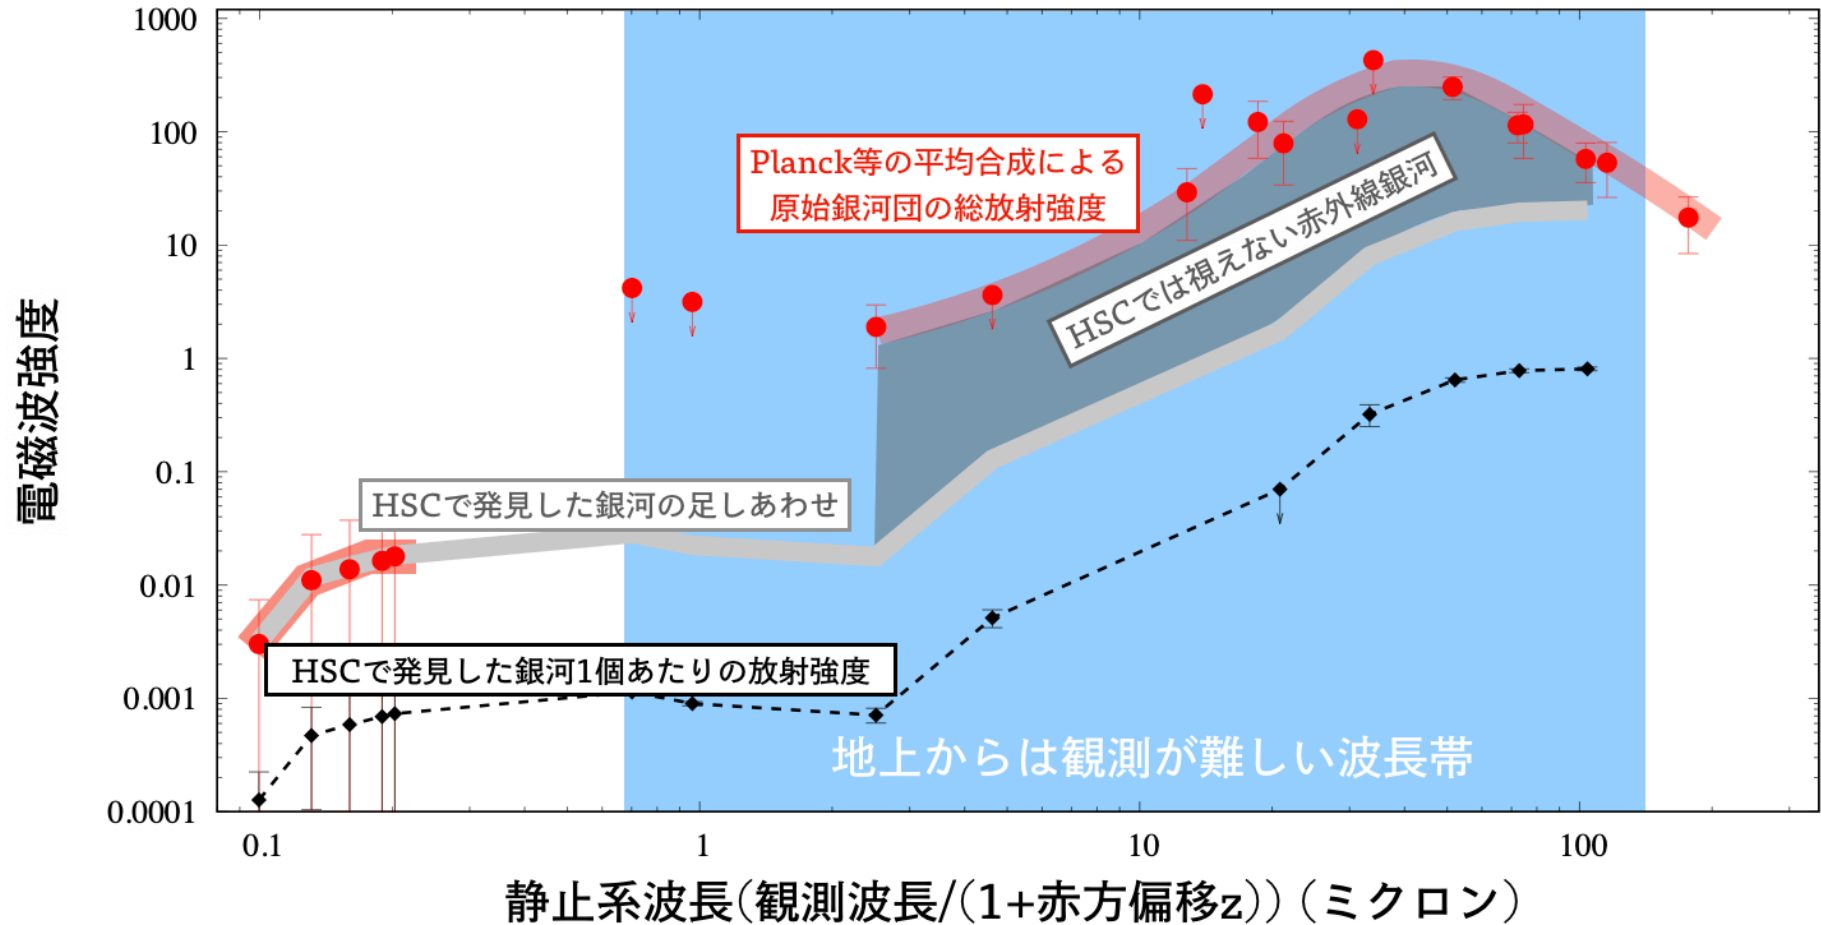 1000
100
10
1
0.1
0.01
0.001
0.0001
電磁波強度
Planck等の平均合成による
原始銀河団の総放射強度
HSCでは視えない赤外線銀河
HSCで発見した銀河の足しあわせ
HSCで発見した銀河1個あたりの放射強度
地上からは観測が難しい波長帯
0.1
1
10
100
静止系波長(観測波長/(1+赤方偏移z)) (ミクロン)